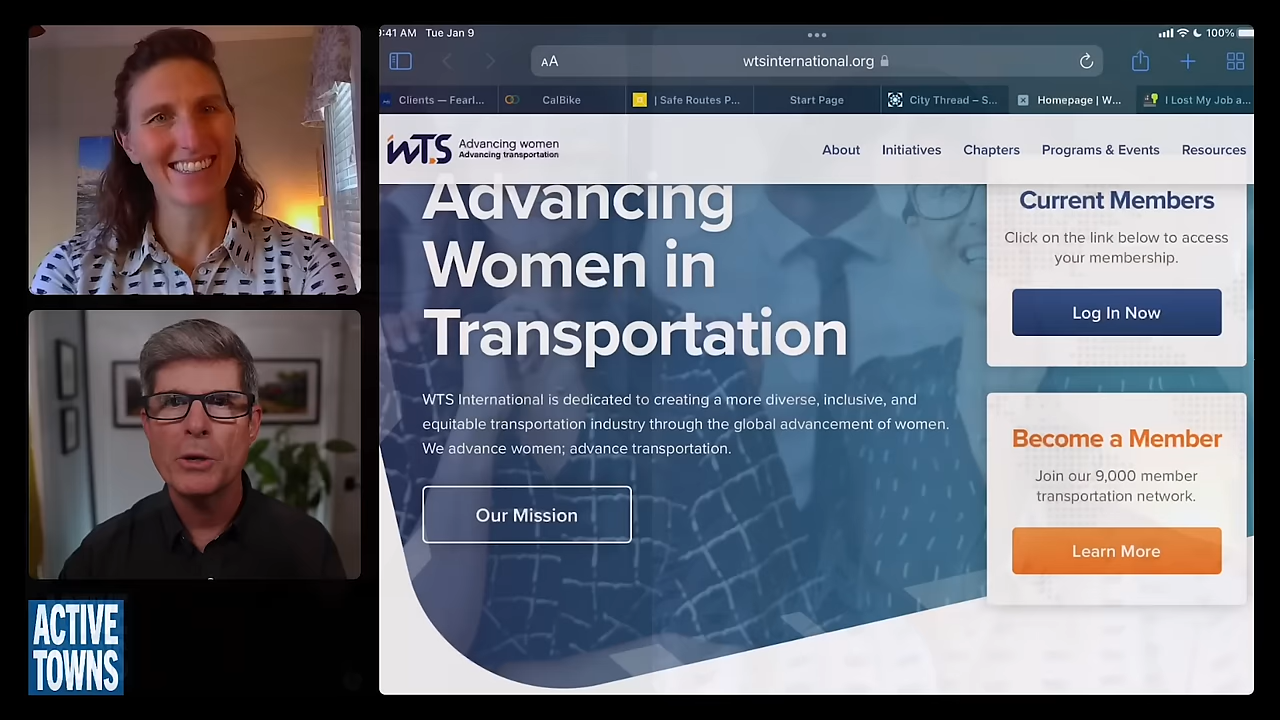 9:41 AM Tue Jan 9
100%
AA
wtsinternational.org
Clients — Fearl...
CalBike
| Safe Routes P...
Start Page
City Thread – S...
Homepage | W...
I Lost My Job a...
WTS
Advancing women
Advancing transportation
About
Initiatives
Chapters
Programs & Events
Resources
Advancing
Women in
Transportation
WTS International is dedicated to creating a more diverse, inclusive, and
equitable transportation industry through the global advancement of women.
We advance women; advance transportation.
Our Mission
Current Members
Click on the link below to access
your membership.
Log In Now
Become a Member
Join our 9,000 member
transportation network.
Learn More
ACTIVE
TOWNS